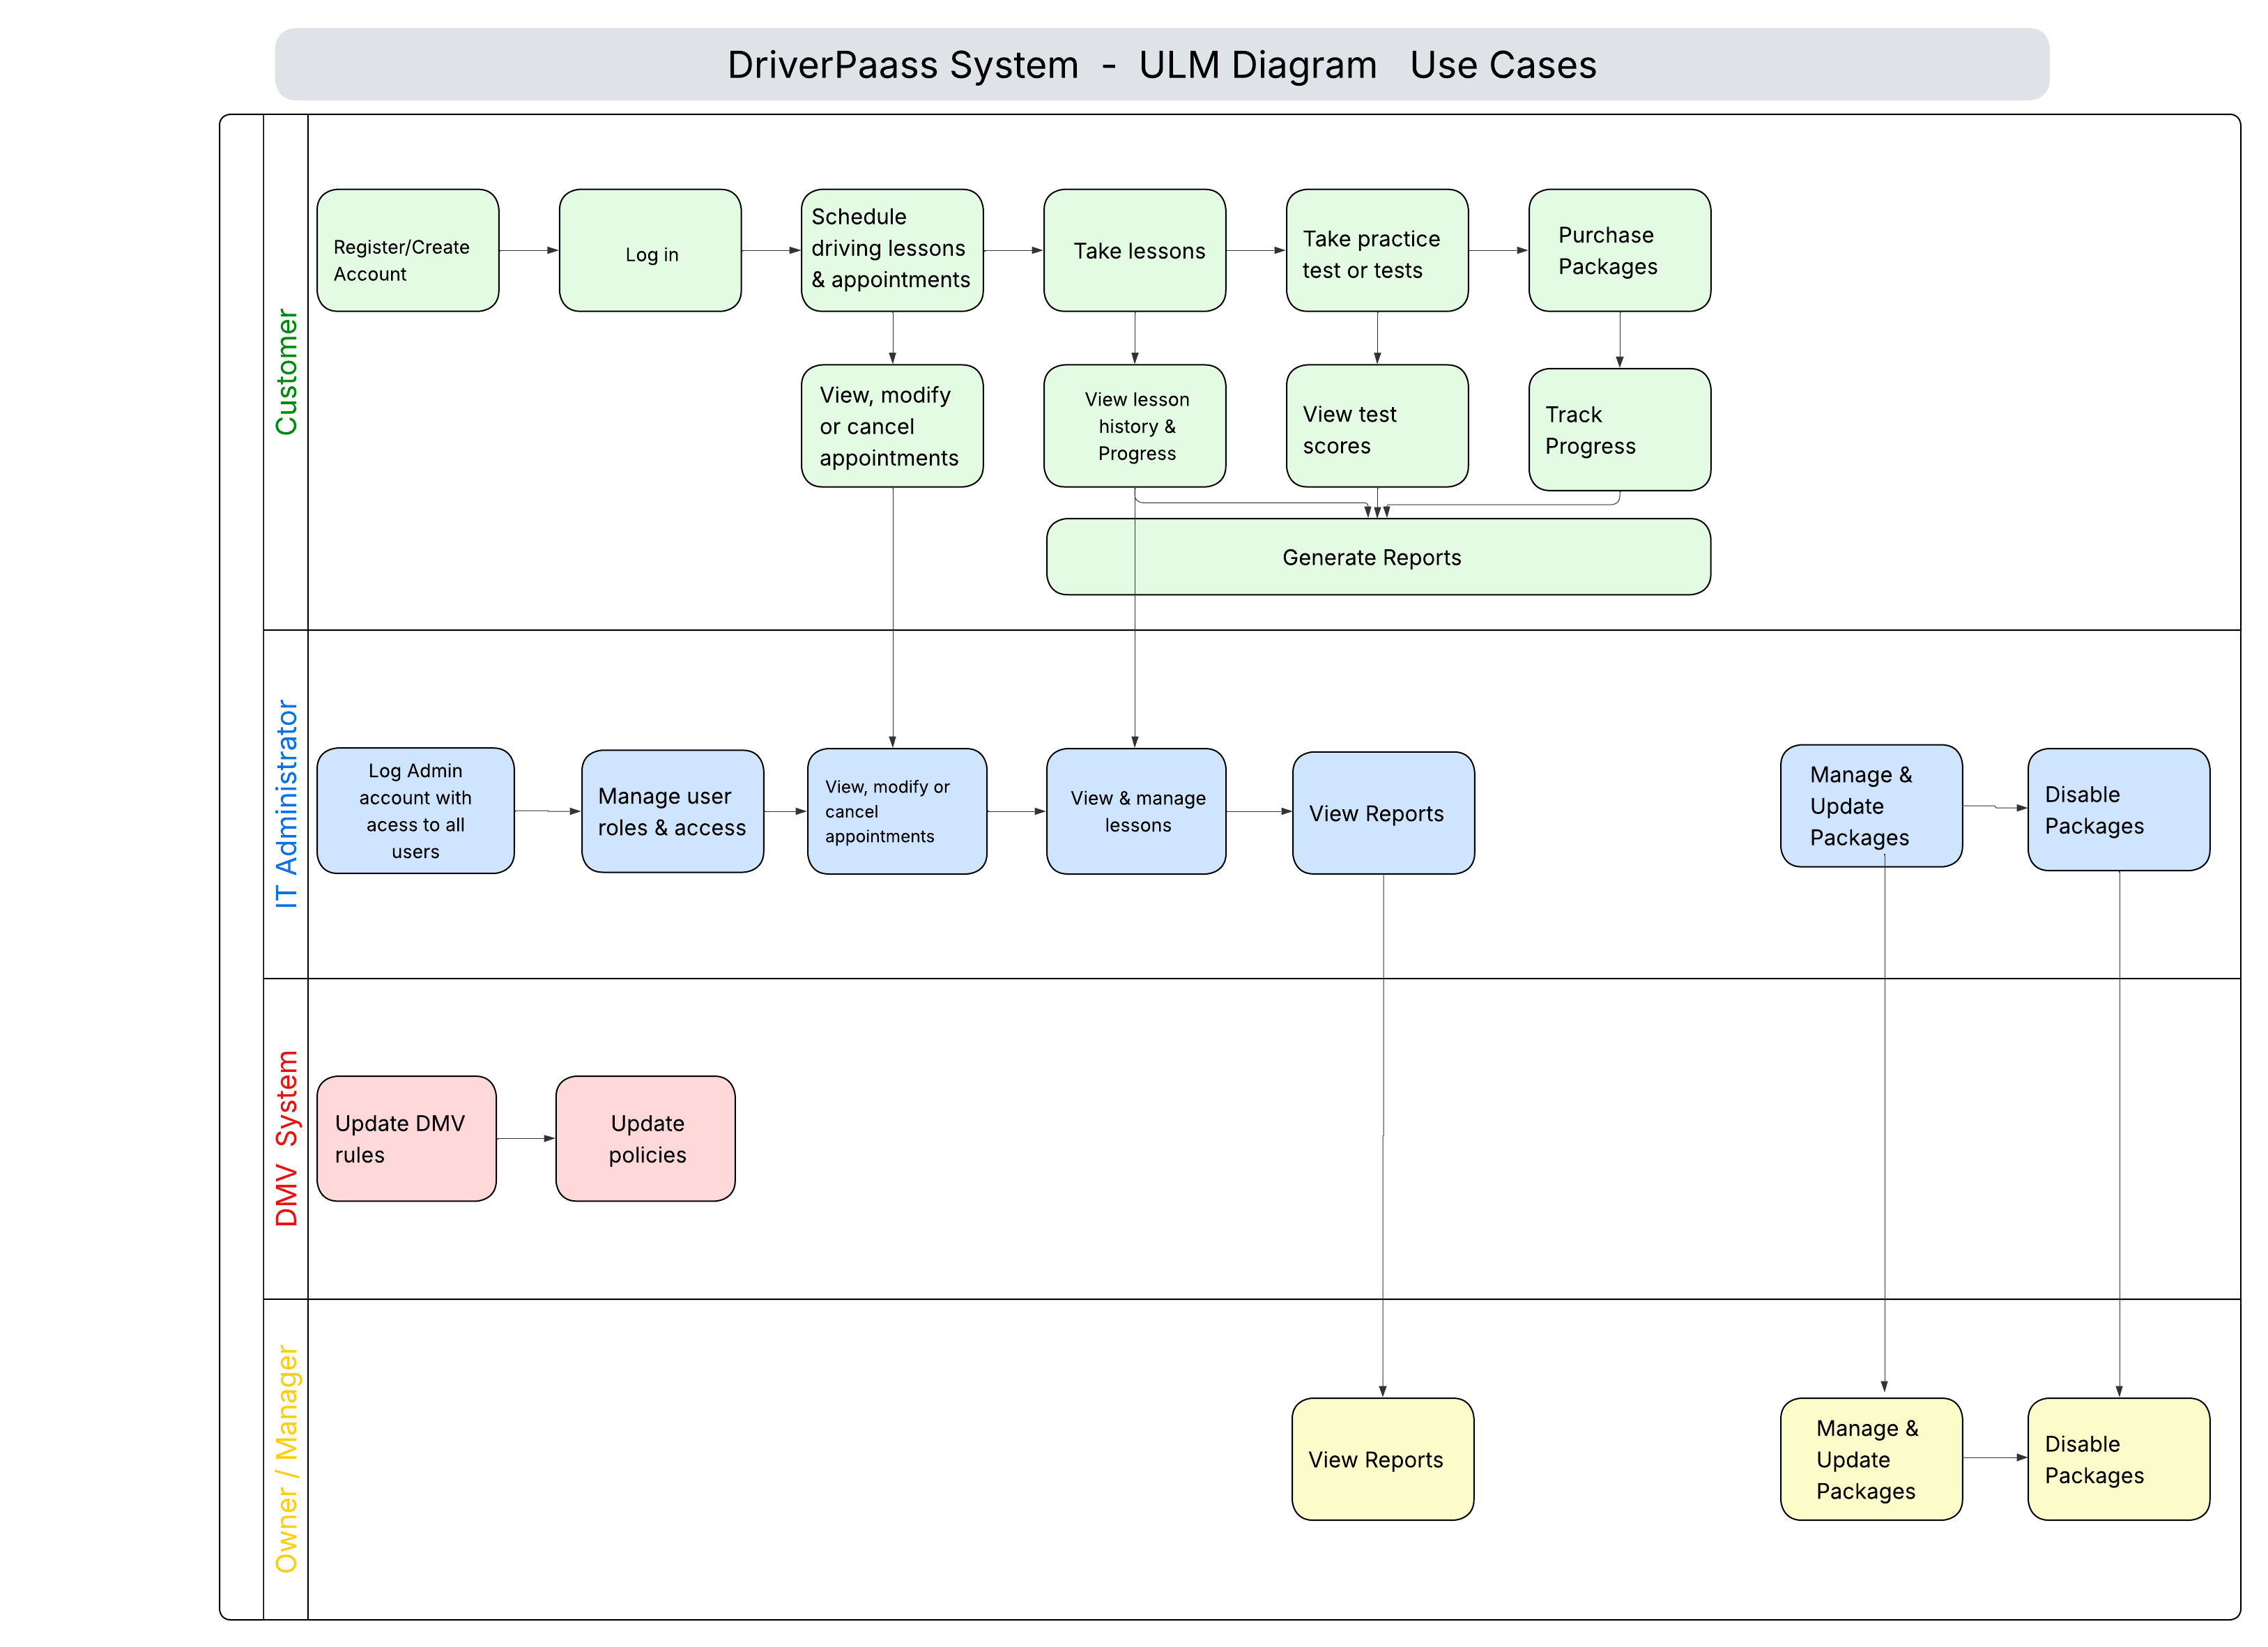 DriverPaass System - ULM Diagram Use Cases
Customer
Register/Create
Account
Log in
Schedule
driving lessons
& appointments
Take lessons
Take practice
test or tests
Purchase
Packages
View, modify
or cancel
appointments
View lesson
history &
Progress
View test
scores
Track
Progress
Generate Reports
IT Administrator
Log Admin
account with
acess to all
users
Manage user
roles & access
View, modify or
cancel
appointments
View & manage
lessons
View Reports
Manage &
Update
Packages
Disable
Packages
DMV System
Update DMV
rules
Update
policies
Owner / Manager
View Reports
Manage &
Update
Packages
Disable
Packages